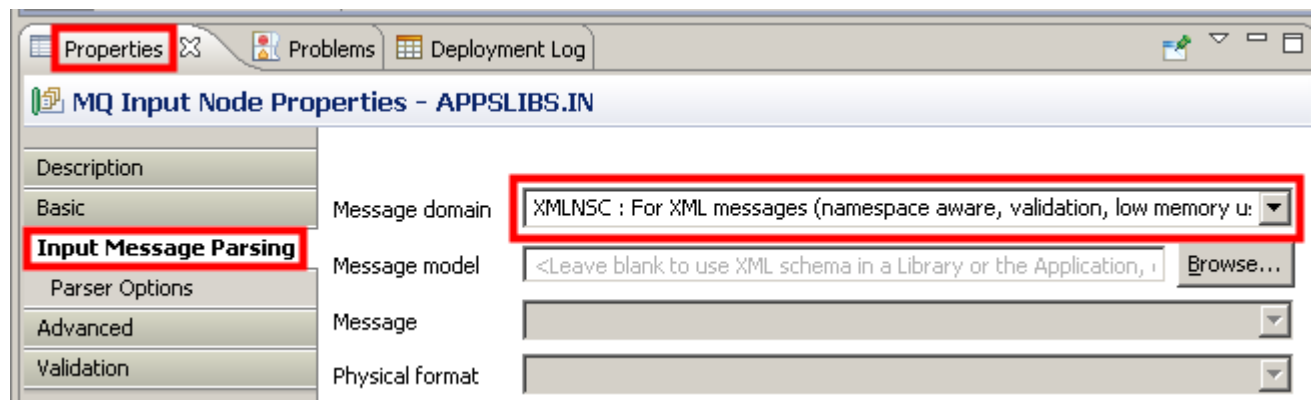 Properties Problems Deployment Log
MQ Input Node Properties - APPSLIBS.IN
Description
Basic
Message domain XMLNSC : For XML messages (namespace aware, validation, low memory
Input Message Parsing
Message model <Leave blank to use XML schema in a Library or the Application, Browse...
Parser Options
Advanced
Message
Validation
Physical format